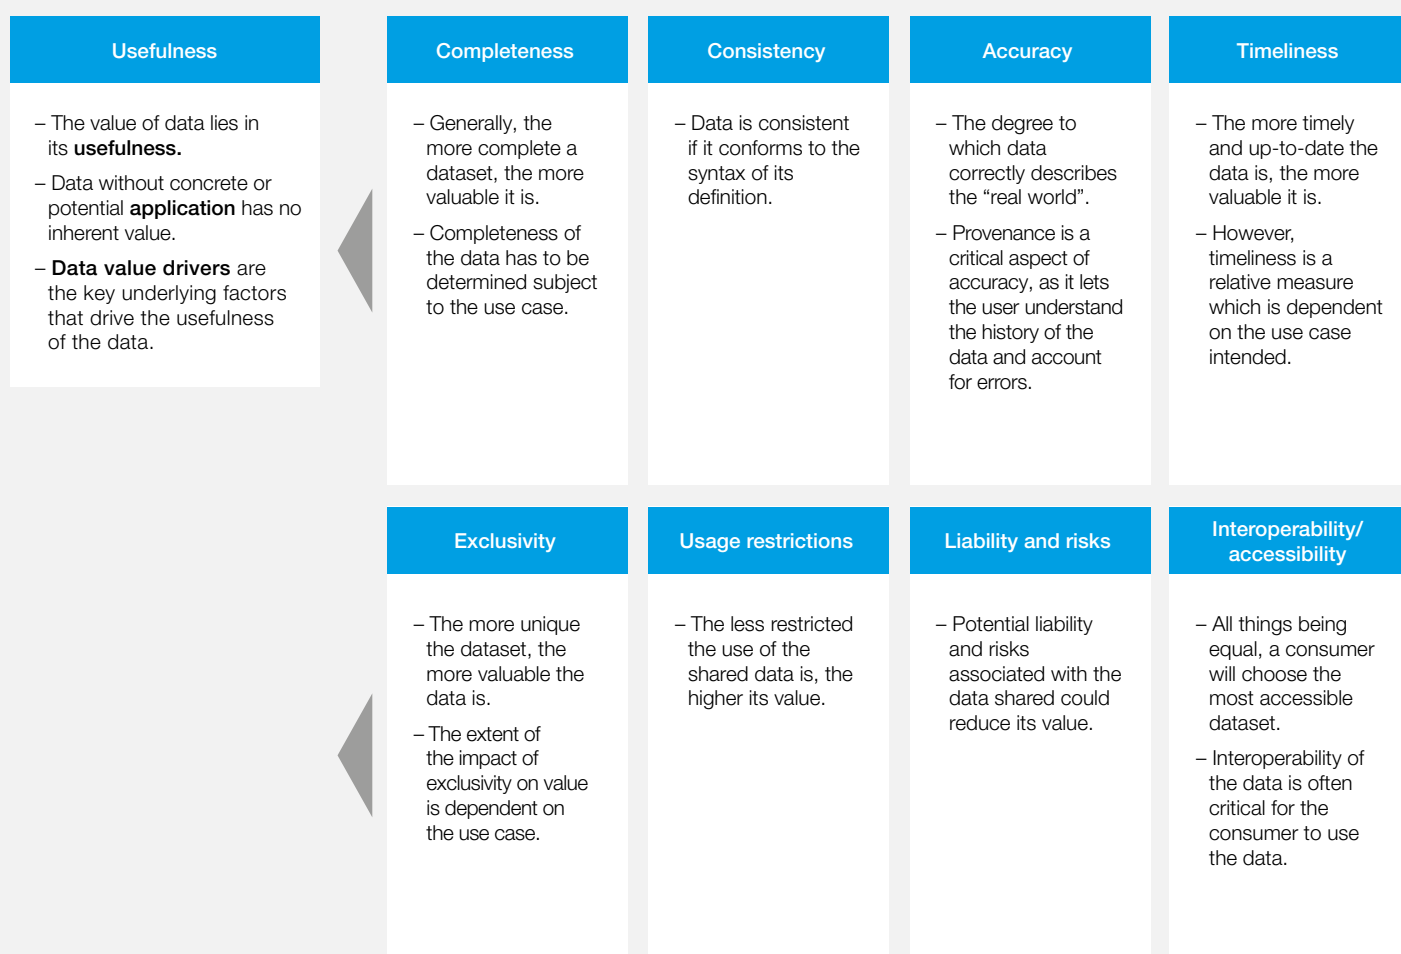 Usefulness
– The value of data lies in
its usefulness.
– Data without concrete or
potential application has no
inherent value.
– Data value drivers are
the key underlying factors
that drive the usefulness
of the data.
Completeness
– Generally, the
more complete a
dataset, the more
valuable it is.
– Completeness of
the data has to be
determined subject
to the use case.
Consistency
– Data is consistent
if it conforms to the
syntax of its
definition.
Accuracy
– The degree to
which data
correctly describes
the “real world”.
– Provenance is a
critical aspect of
accuracy, as it lets
the user understand
the history of the
data and account
for errors.
Timeliness
– The more timely
and up-to-date the
data is, the more
valuable it is.
– However,
timeliness is a
relative measure
which is dependent
on the use case
intended.
Exclusivity
– The more unique
the dataset, the
more valuable the
data is.
– The extent of
the impact of
exclusivity on value
is dependent on
the use case.
Usage restrictions
– The less restricted
the use of the
shared data is, the
higher its value.
Liability and risks
– Potential liability
and risks
associated with the
data shared could
reduce its value.
Interoperability/
accessibility
– All things being
equal, a consumer
will choose the
most accessible
dataset.
– Interoperability of
the data is often
critical for the
consumer to use
the data.